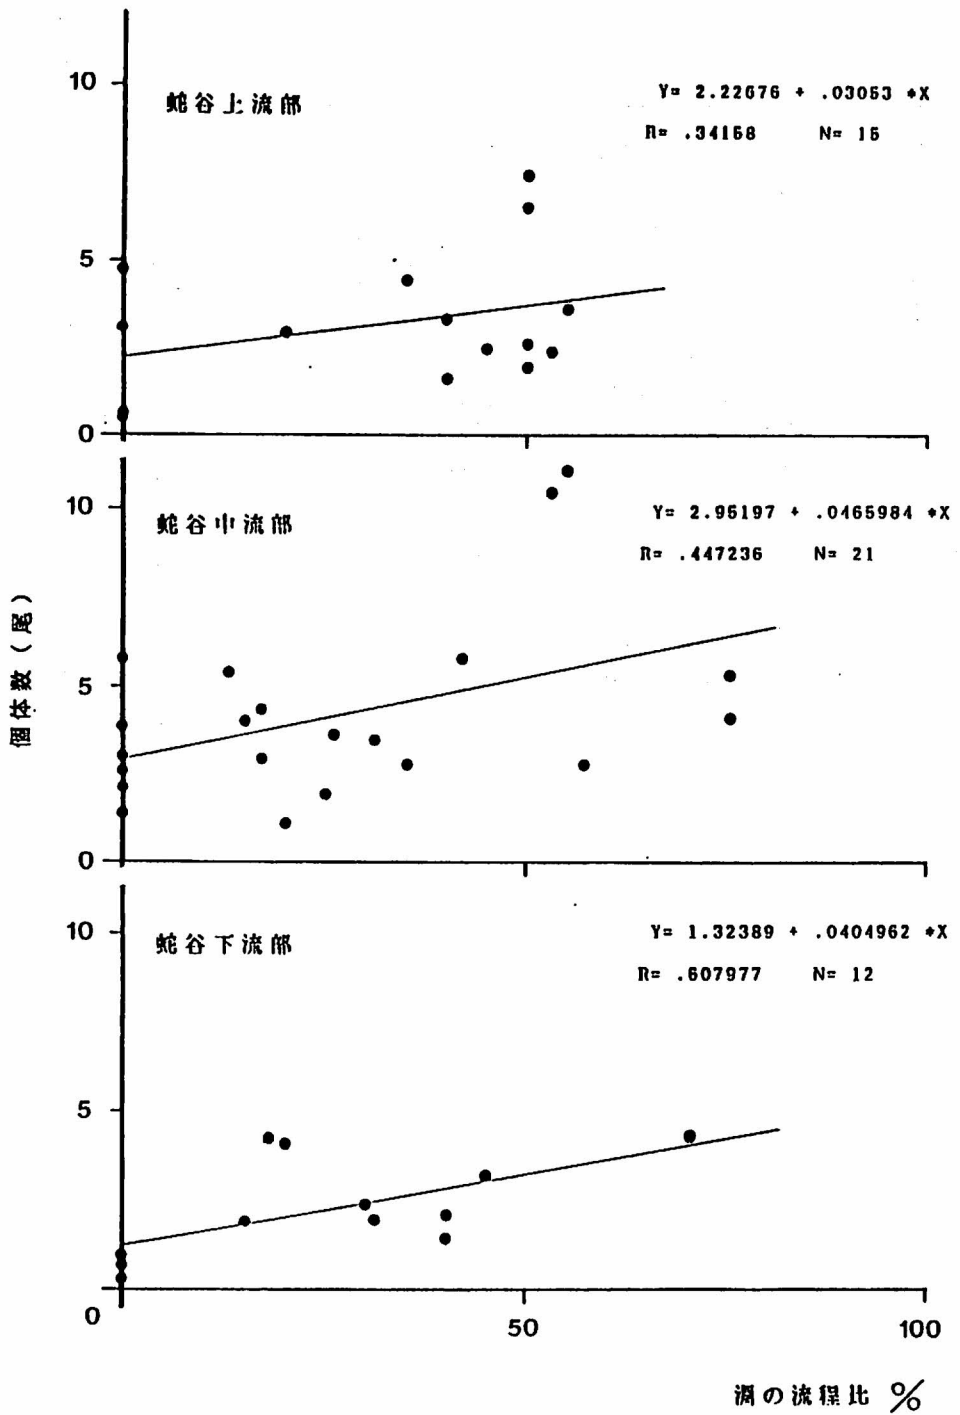 蛇谷上流部
Y= 2.22676 + .03053 *X
R= .34158 N= 15
10
5
0
蛇谷中流部
Y= 2.95197 + .0465984 *X
R= .447236 N= 21
10
5
0
個体数(尾)
蛇谷下流部
Y= 1.32389 + .0404962 *X
R= .607977 N= 12
10
5
0
50
100
淵の流程比 %